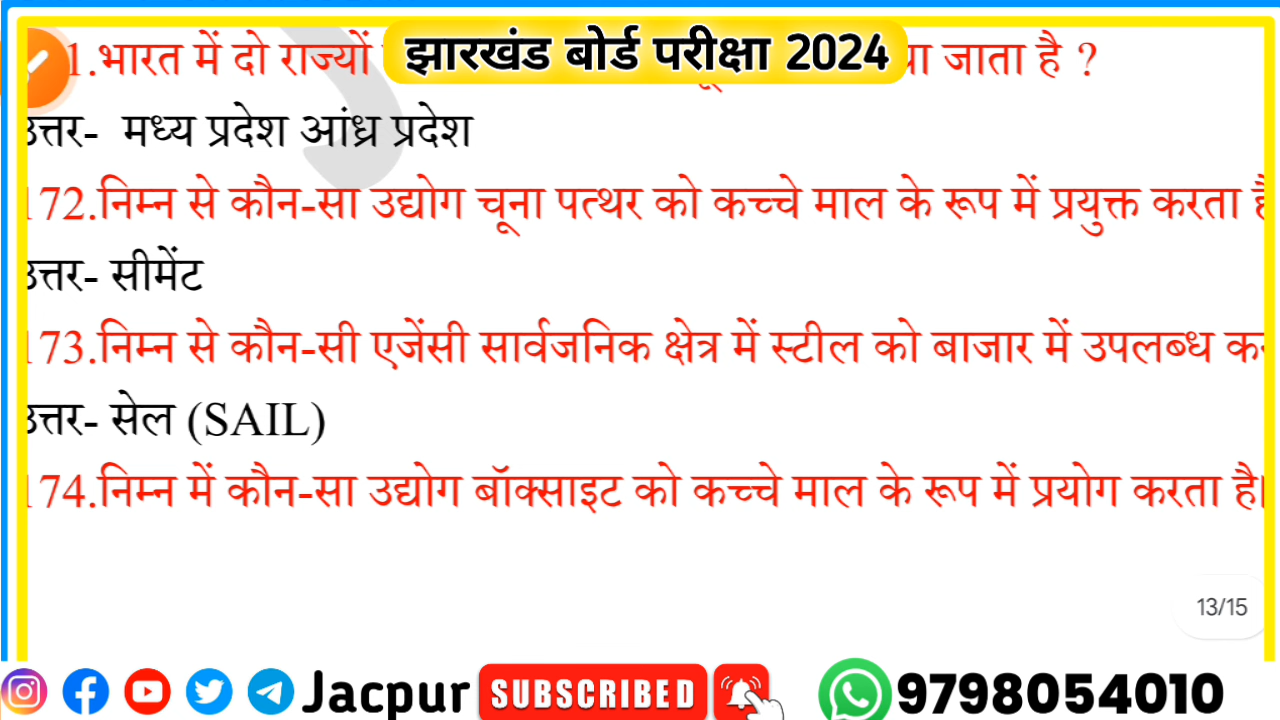 झारखंड बोर्ड परीक्षा 2024
1.भारत में दो राज्यों जाता है ?
उत्तर- मध्य प्रदेश आंध्र प्रदेश
172.निम्न से कौन-सा उद्योग चूना पत्थर को कच्चे माल के रूप में प्रयुक्त करता
उत्तर- सीमेंट
173.निम्न से कौन-सी एजेंसी सार्वजनिक क्षेत्र में स्टील को बाजार में उपलब्ध
उत्तर- सेल (SAIL)
174.निम्न में कौन-सा उद्योग बॉक्साइट को कच्चे माल के रूप में प्रयोग करता है।
13/15
Jacpur SUBSCRIBED 9798054010